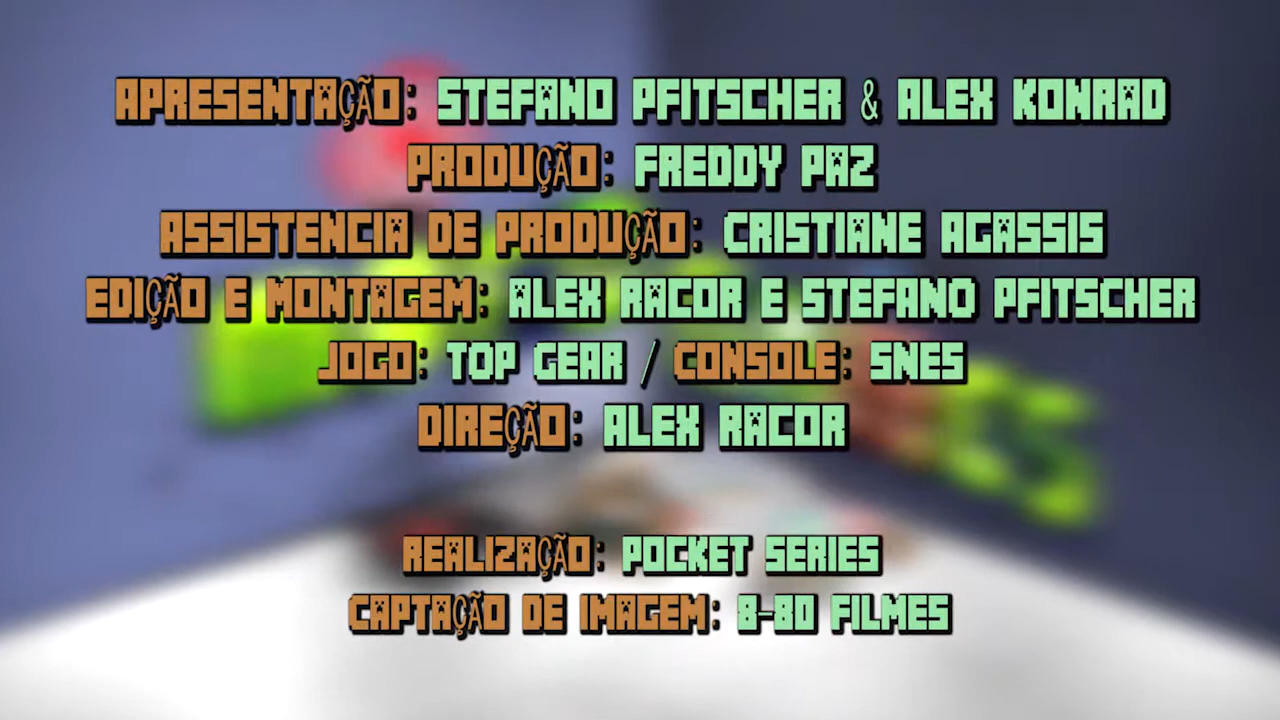 APRESENTAÇÃO: STEFANO PFITSCHER & ALEX KONRAD
PRODUÇÃO: FREDDY PAZ
ASSISTENCIA DE PRODUÇÃO: CRISTIANE AGASSIS
EDIÇÃO E MONTAGEM: ALEX RACOR E STEFANO PFITSCHER
JOGO: TOP GEAR / CONSOLE: SNES
DIREÇÃO: ALEX RACOR
REALIZAÇÃO: POCKET SERIES
CAPTAÇÃO DE IMAGEM: 8-80 FILMES